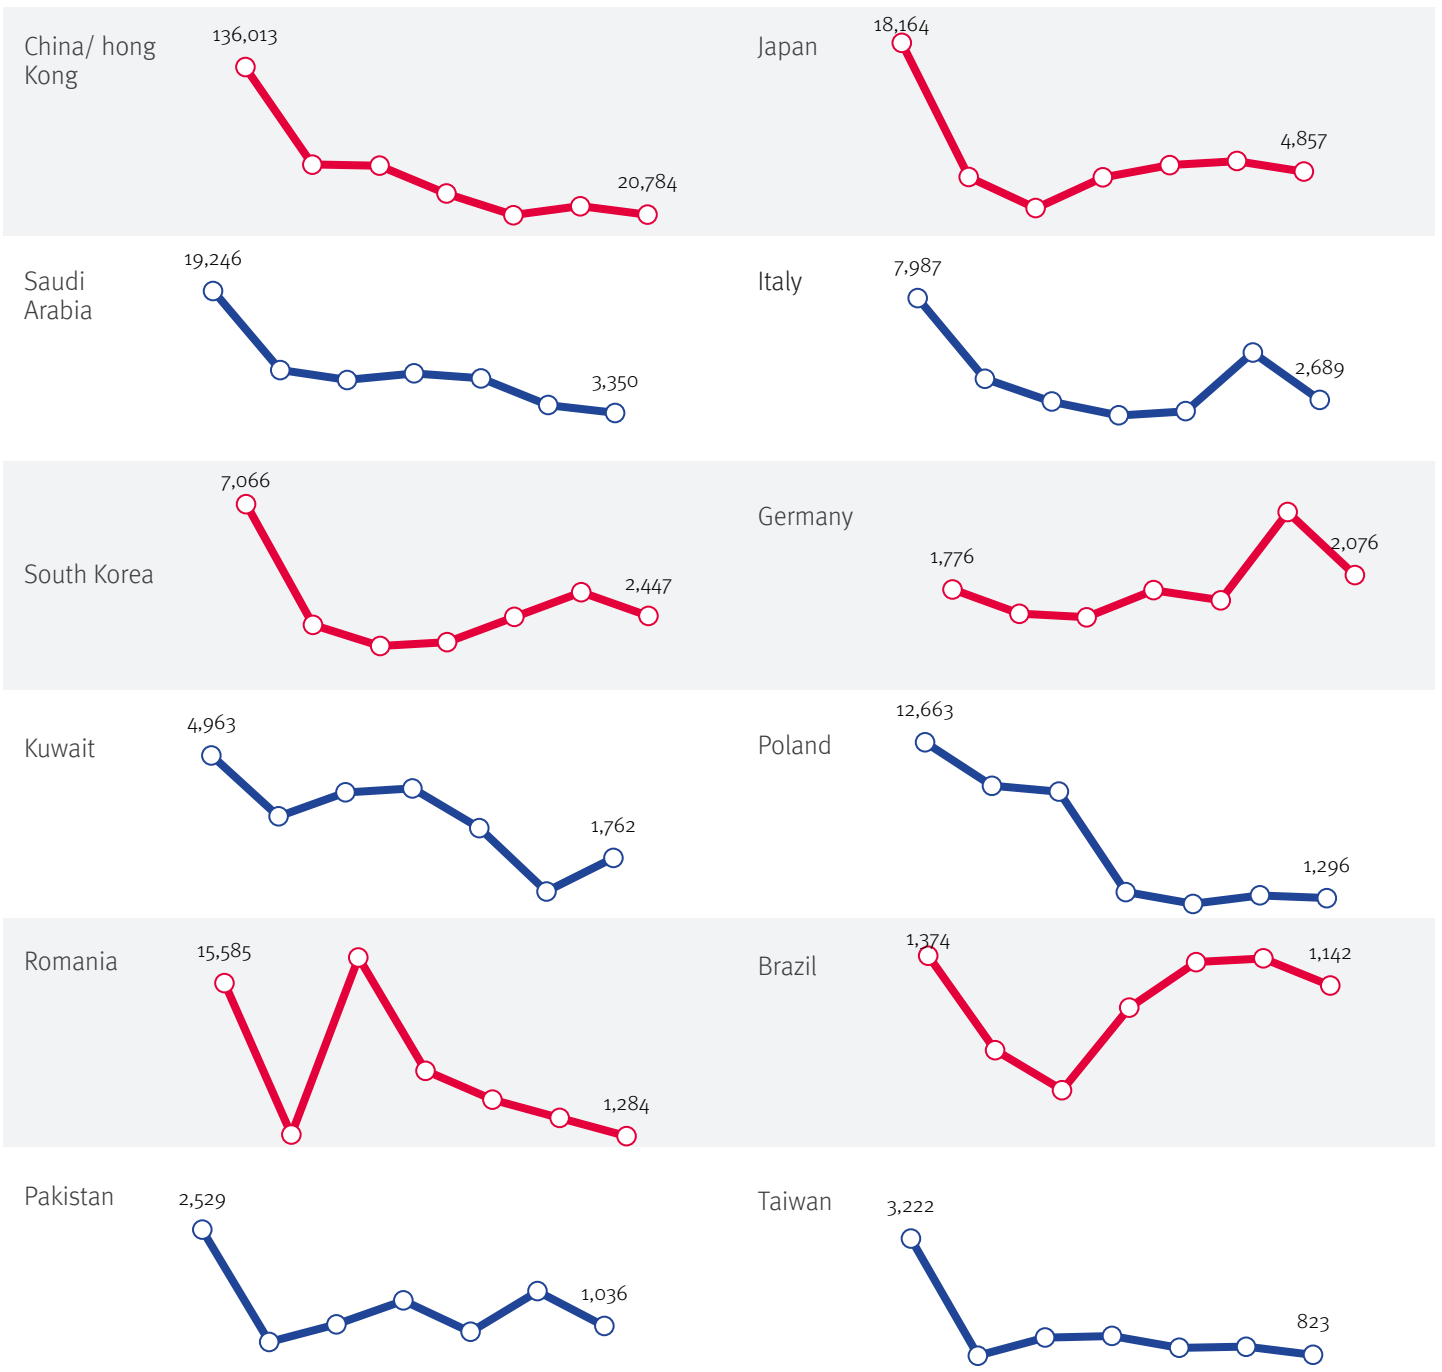 China/ hong
Kong
136,013
20,784
Japan
18,164
4,857
Saudi
Arabia
19,246
3,350
Italy
7,987
2,689
South Korea
7,066
2,447
Germany
1,776
2,076
Kuwait
4,963
1,762
Poland
12,663
1,296
Romania
15,585
1,284
Brazil
1,374
1,142
Pakistan
2,529
1,036
Taiwan
3,222
823